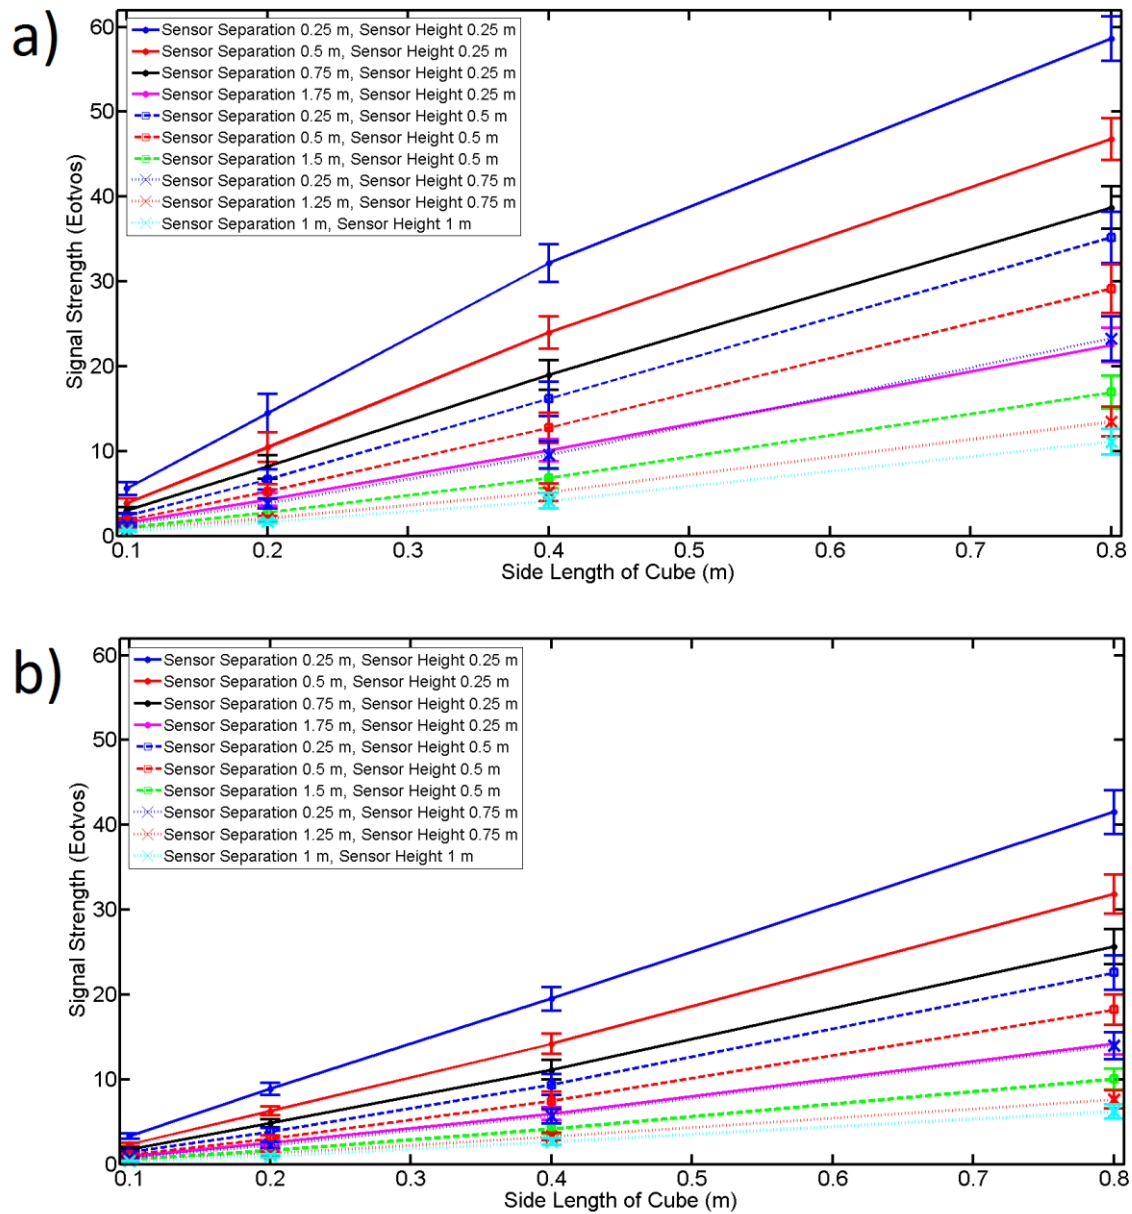 a)
60
50
40
30
20
10
0
Signal Strength (Eotvos)
Sensor Separation 0.25 m, Sensor Height 0.25 m
Sensor Separation 0.5 m, Sensor Height 0.25 m
Sensor Separation 0.75 m, Sensor Height 0.25 m
Sensor Separation 1.75 m, Sensor Height 0.25 m
Sensor Separation 0.25 m, Sensor Height 0.5 m
Sensor Separation 0.5 m, Sensor Height 0.5 m
Sensor Separation 1.5 m, Sensor Height 0.5 m
Sensor Separation 0.25 m, Sensor Height 0.75 m
Sensor Separation 1.25 m, Sensor Height 0.75 m
Sensor Separation 1 m, Sensor Height 1 m
0.1 0.2 0.3 0.4 0.5 0.6 0.7 0.8
Side Length of Cube (m)
b)
60
50
40
30
20
10
0
Signal Strength (Eotvos)
Sensor Separation 0.25 m, Sensor Height 0.25 m
Sensor Separation 0.5 m, Sensor Height 0.25 m
Sensor Separation 0.75 m, Sensor Height 0.25 m
Sensor Separation 1.75 m, Sensor Height 0.25 m
Sensor Separation 0.25 m, Sensor Height 0.5 m
Sensor Separation 0.5 m, Sensor Height 0.5 m
Sensor Separation 1.5 m, Sensor Height 0.5 m
Sensor Separation 0.25 m, Sensor Height 0.75 m
Sensor Separation 1.25 m, Sensor Height 0.75 m
Sensor Separation 1 m, Sensor Height 1 m
0.1 0.2 0.3 0.4 0.5 0.6 0.7 0.8
Side Length of Cube (m)